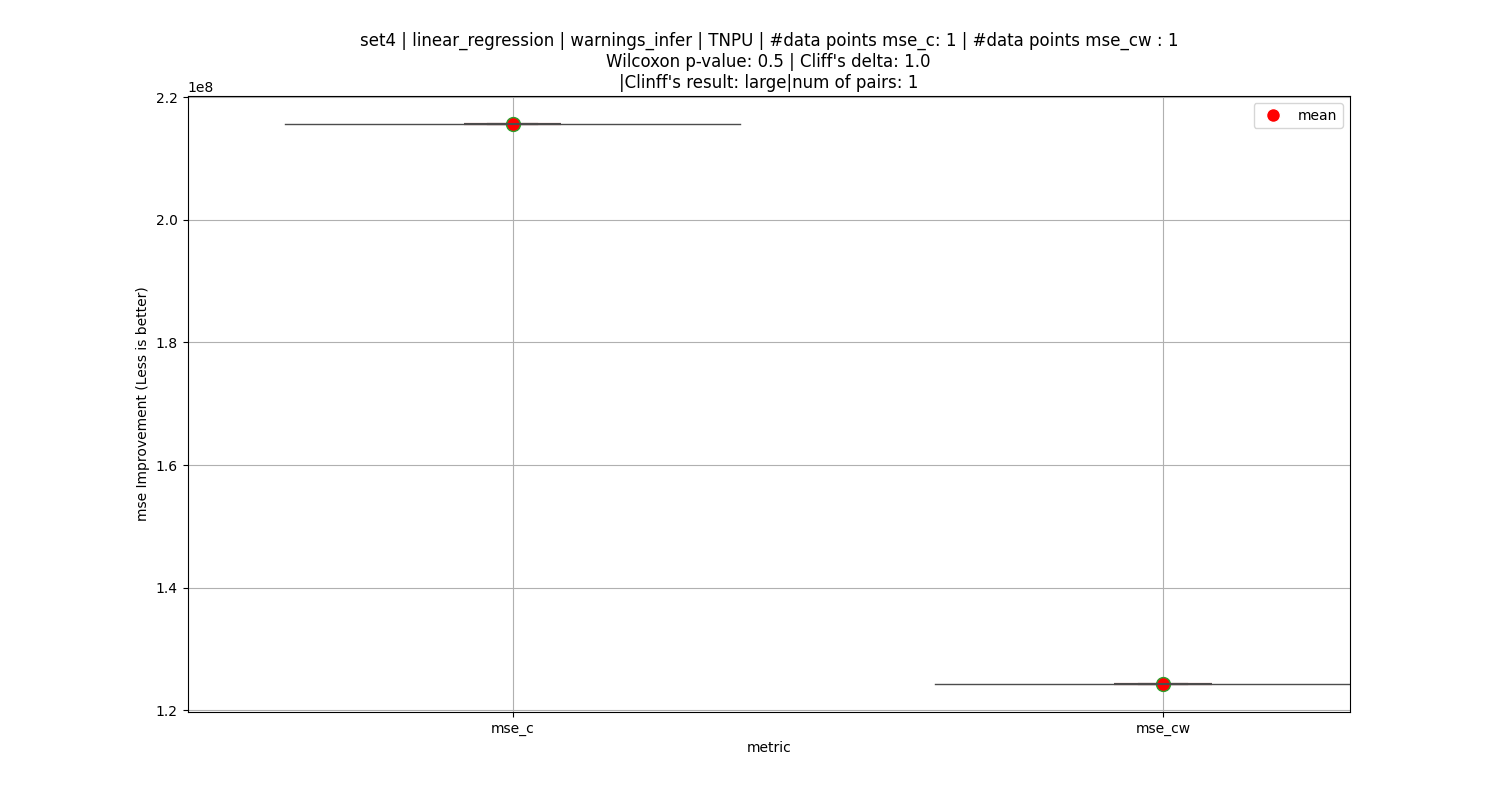 set4 | linear_regression | warnings_infer | TNPU | #data points mse_c: 1 | #data points mse_cw : 1
Wilcoxon p-value: 0.5 | Cliff's delta: 1.0
|Clinff's result: large|num of pairs: 1
1e8
2.2
mean
2.0
1.8
1.6
1.4
1.2
mse Improvement (Less is better)
mse_c
mse_cw
metric